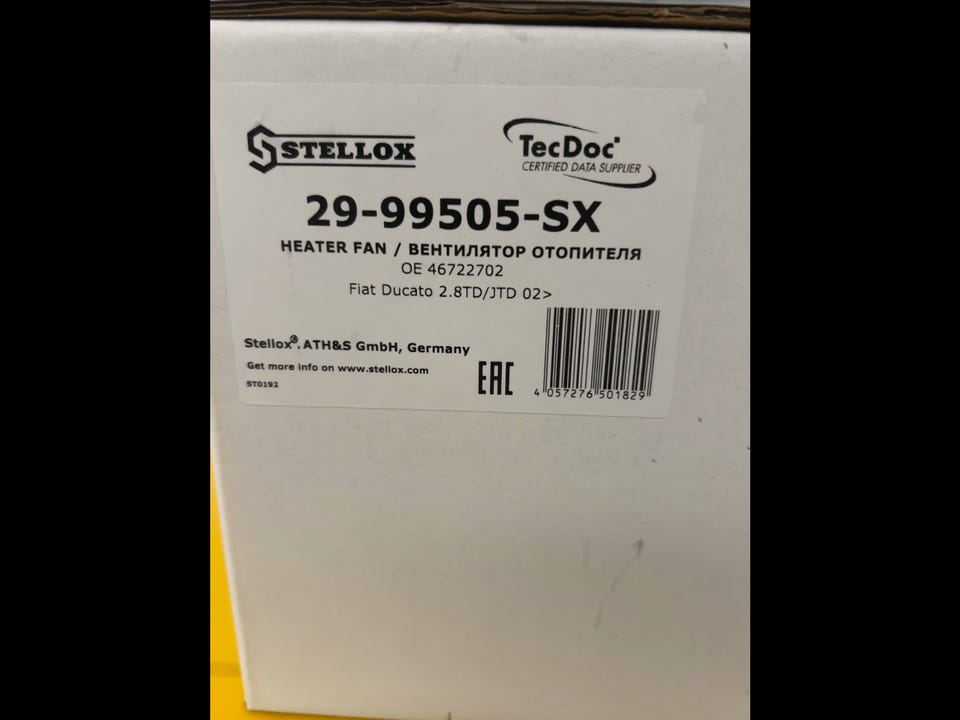 STELLOX
TecDoc
CERTIFIED DATA SUPPLIER
29-99505-SX
HEATER FAN / ВЕНТИЛЯТОР ОТОПИТЕЛЯ
OE 46722702
Fiat Ducato 2.8TD/JTD 02>
Stellox®. ATH&S GmbH, Germany
Get more info on www.stellox.com
ST0192
EAC
4 057276 501829